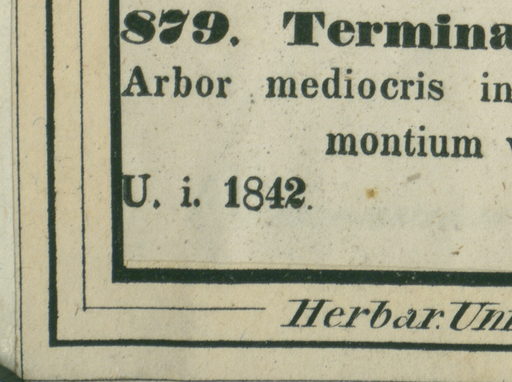 879. Termina
Arbor mediocris in
montium
U. i. 1842.
Herbar. Uni